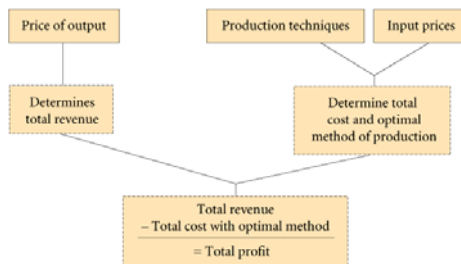 Price of output
Production techniques
Input prices
Determines
total revenue
Determine total
cost and optimal
method of production
Total revenue
– Total cost with optimal method
= Total profit